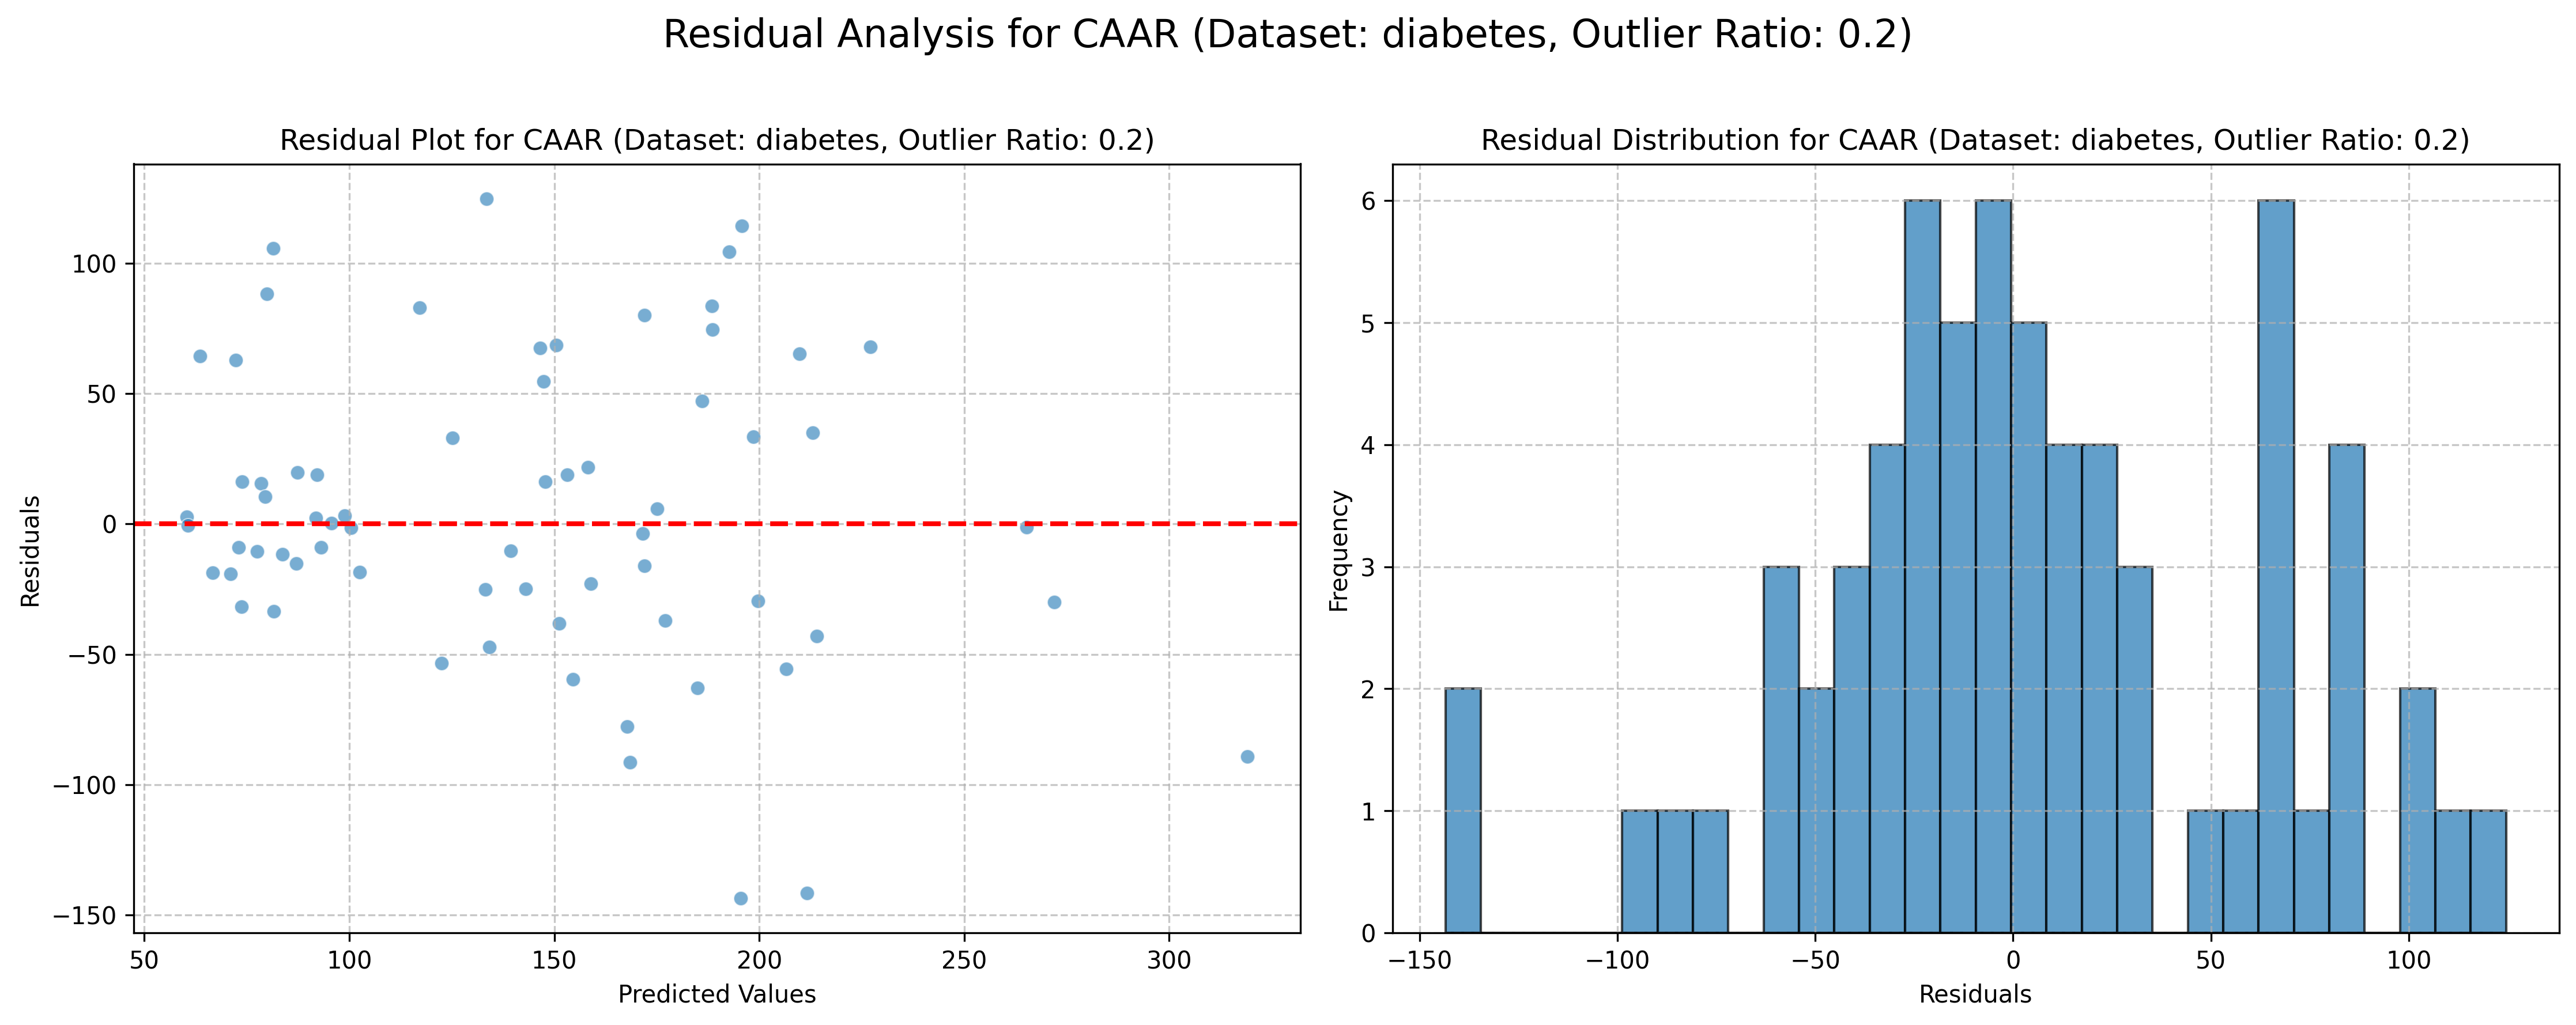 Residual Analysis for CAAR (Dataset: diabetes, Outlier Ratio: 0.2)
Residual Plot for CAAR (Dataset: diabetes, Outlier Ratio: 0.2)
100
50
0
−50
−100
−150
Residuals
50 100 150 200 250 300
Predicted Values
Residual Distribution for CAAR (Dataset: diabetes, Outlier Ratio: 0.2)
6
5
4
3
2
1
0
Frequency
−150 −100 −50 0 50 100
Residuals